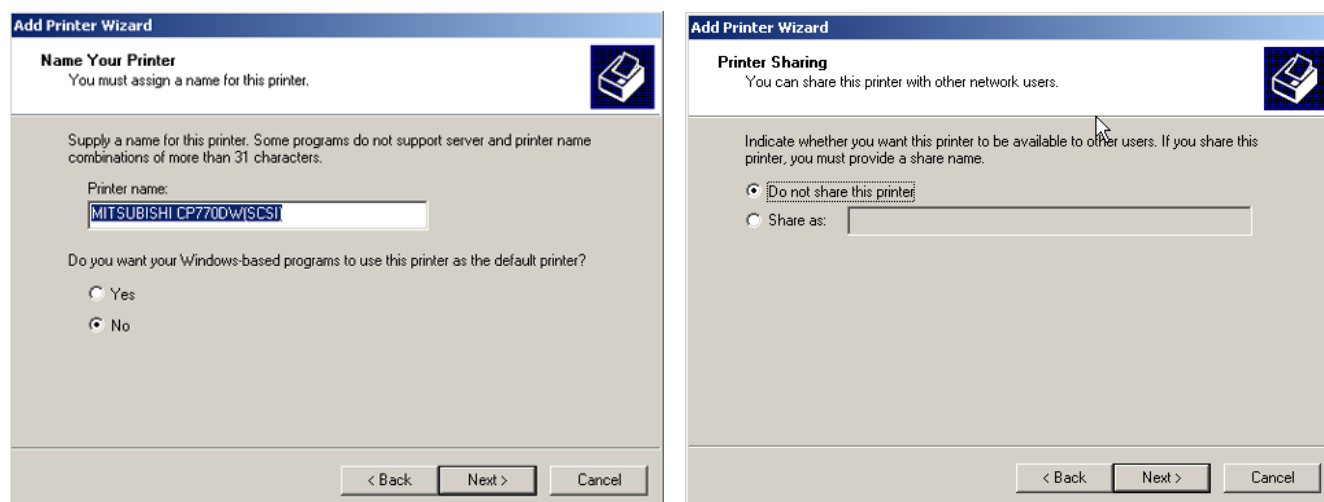 Add Printer Wizard
Name Your Printer
You must assign a name for this printer.
Supply a name for this printer. Some programs do not support server and printer name
combinations of more than 31 characters.
Printer name:
MITSUBISHI CP770DW(SCSI)
Do you want your Windows-based programs to use this printer as the default printer?
Yes
No
< Back Next > Cancel
Add Printer Wizard
Printer Sharing
You can share this printer with other network users.
Indicate whether you want this printer to be available to other users. If you share this
printer, you must provide a share name.
Do not share this printer
Share as:
< Back Next > Cancel